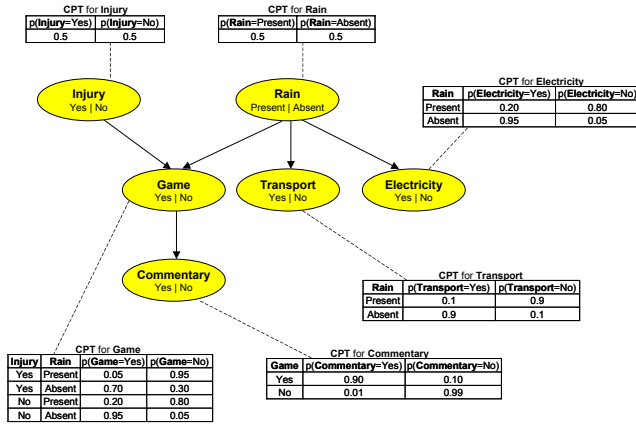 CPT for Injury
p(Injury=Yes) p(Injury=No)
0.5 0.5
CPT for Rain
p(Rain=Present) p(Rain=Absent)
0.5 0.5
Injury
Yes | No
Rain
Present | Absent
CPT for Electricity
Rain p(Electricity=Yes) p(Electricity=No)
Present 0.20 0.80
Absent 0.95 0.05
Game
Yes | No
Transport
Yes | No
Electricity
Yes | No
Commentary
Yes | No
CPT for Transport
Rain p(Transport=Yes) p(Transport=No)
Present 0.1 0.9
Absent 0.9 0.1
CPT for Game
Injury Rain p(Game=Yes) p(Game=No)
Yes Present 0.05 0.95
Yes Absent 0.70 0.30
No Present 0.20 0.80
No Absent 0.95 0.05
CPT for Commentary
Game p(Commentary=Yes) p(Commentary=No)
Yes 0.90 0.10
No 0.01 0.99